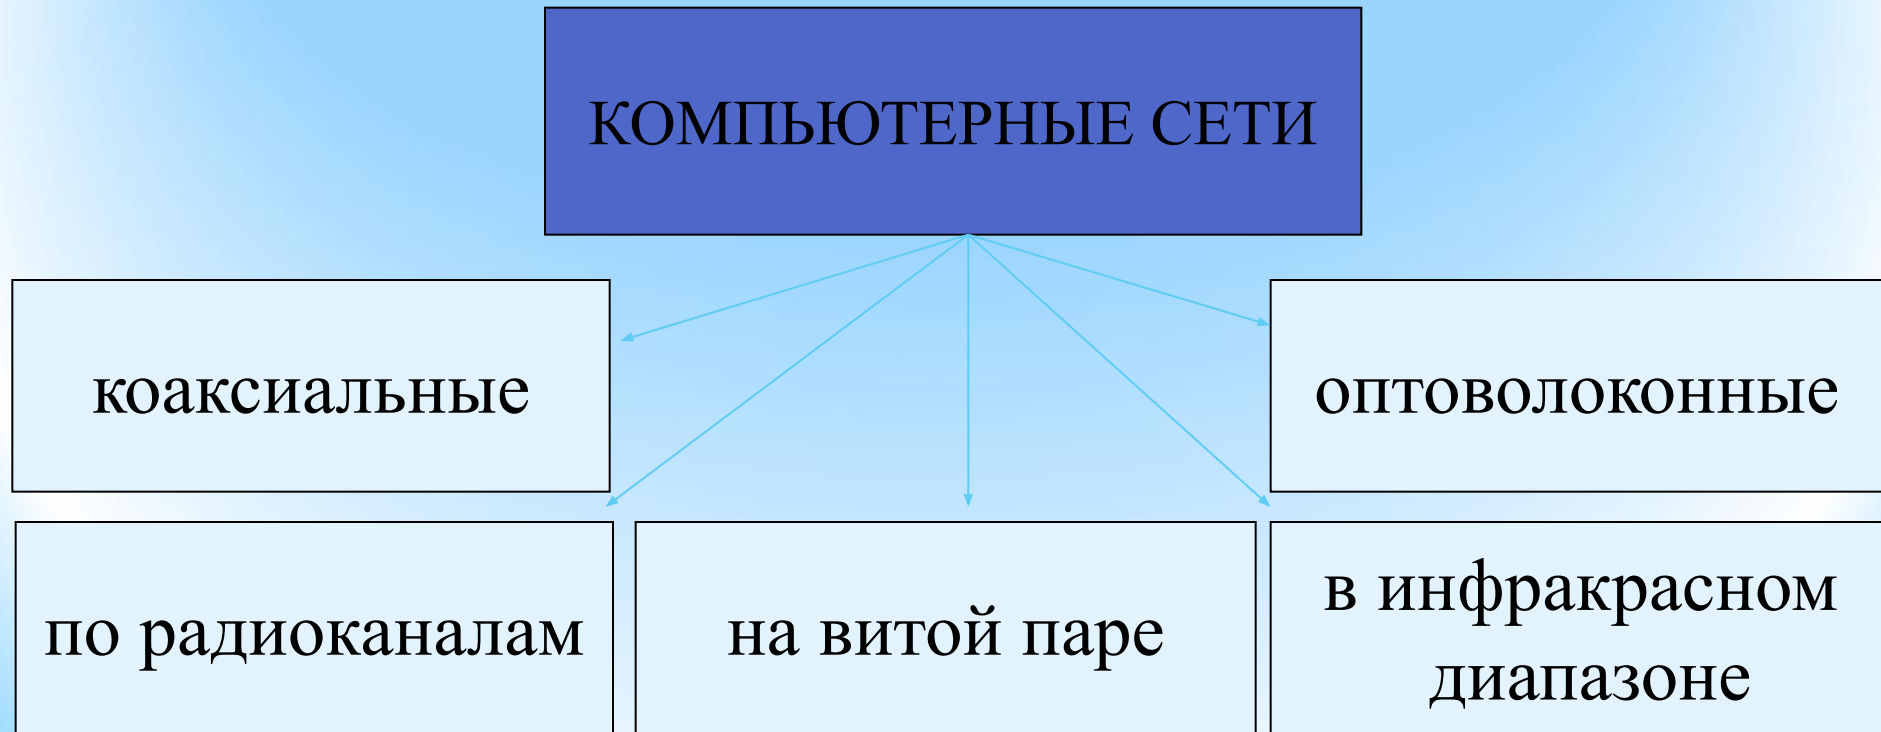 КОМПЬЮТЕРНЫЕ СЕТИ
коаксиальные
оптоволоконные
по радиоканалам
на витой паре
в инфракрасном
диапазоне